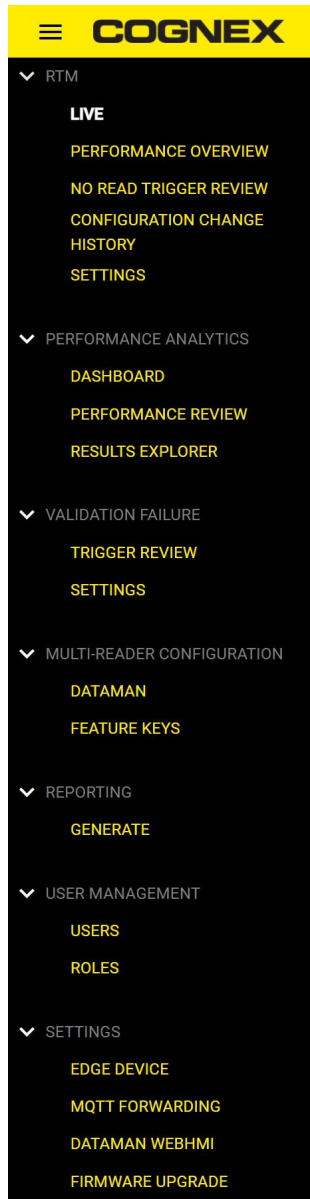 COGNEX
RTM
LIVE
PERFORMANCE OVERVIEW
NO READ TRIGGER REVIEW
CONFIGURATION CHANGE
HISTORY
SETTINGS
PERFORMANCE ANALYTICS
DASHBOARD
PERFORMANCE REVIEW
RESULTS EXPLORER
VALIDATION FAILURE
TRIGGER REVIEW
SETTINGS
MULTI-READER CONFIGURATION
DATAMAN
FEATURE KEYS
REPORTING
GENERATE
USER MANAGEMENT
USERS
ROLES
SETTINGS
EDGE DEVICE
MQTT FORWARDING
DATAMAN WEBHMI
FIRMWARE UPGRADE